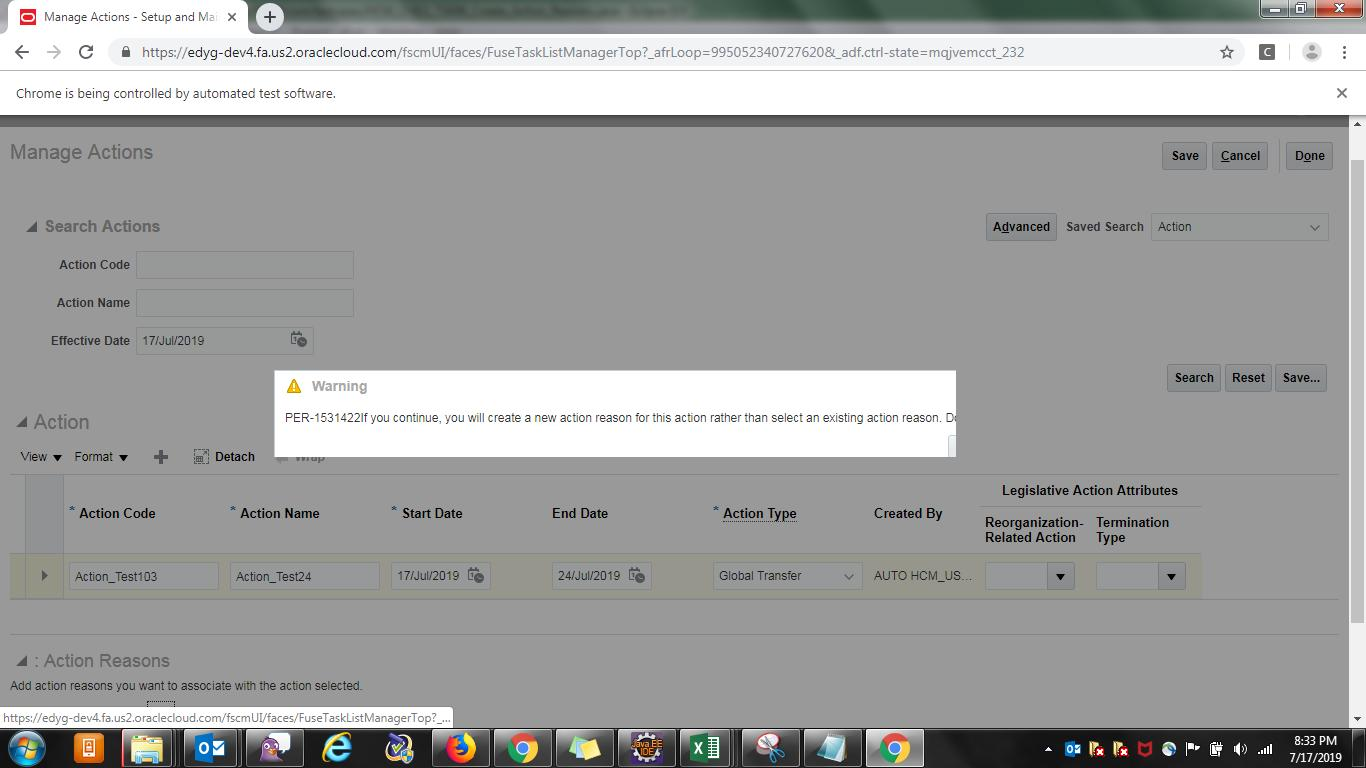 Manage Actions - Setup and Mai
https://edyg-dev4.fa.us2.oraclecloud.com/fscmUI/faces/FuseTaskListManagerTop?_afrLoop=995052340727620&_adf.ctrl-state=mqjvemcct_232
C
Chrome is being controlled by automated test software.
Manage Actions
Save
Cancel
Done
Search Actions
Advanced
Saved Search
Action
Action Code
Action Name
Effective Date
17/Jul/2019
Search
Reset
Save...
Warning
PER-1531422If you continue, you will create a new action reason for this action rather than select an existing action reason. Do
Action
View
Format
Detach
Wrap
Legislative Action Attributes
* Action Code
* Action Name
* Start Date
End Date
* Action Type
Created By
Reorganization-
Related Action
Termination
Type
Action_Test103
Action_Test24
17/Jul/2019
24/Jul/2019
Global Transfer
AUTO HCM_US...
: Action Reasons
Add action reasons you want to associate with the action selected.
https://edyg-dev4.fa.us2.oraclecloud.com/fscmUI/faces/FuseTaskListManagerTop?_...
Java EE
IDE
8:33 PM
7/17/2019